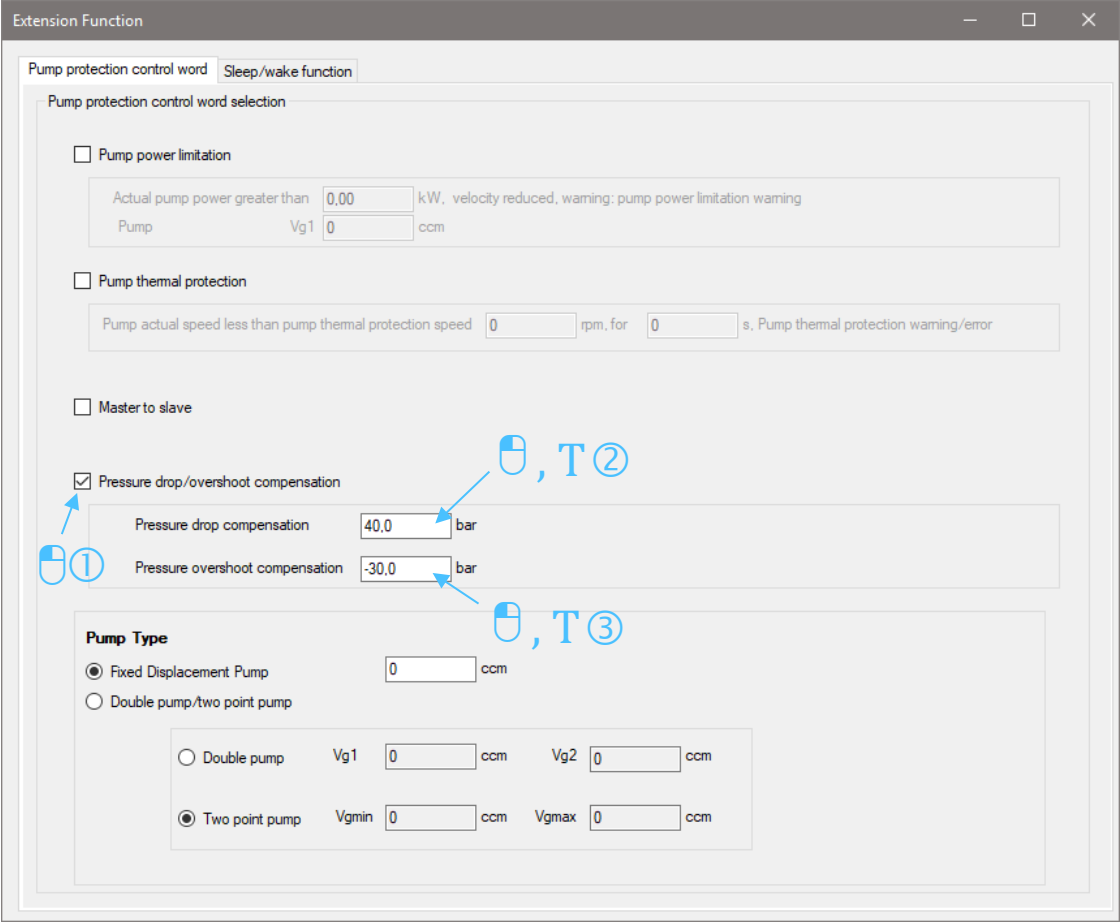 Extension Function
Pump protection control word Sleep/wake function
Pump protection control word selection
Pump power limitation
Actual pump power greater than 0,00 kW, velocity reduced, warning: pump power limitation warning
Pump Vg1 0 ccm
Pump thermal protection
Pump actual speed less than pump thermal protection speed 0 rpm, for 0 s, Pump thermal protection warning/error
Master to slave
, T ②
Pressure drop/overshoot compensation
Pressure drop compensation 40,0 bar
①
Pressure overshoot compensation -30,0 bar
, T ③
Pump Type
Fixed Displacement Pump 0 ccm
Double pump/two point pump
Double pump Vg1 0 ccm Vg2 0 ccm
Two point pump Vgmin 0 ccm Vgmax 0 ccm